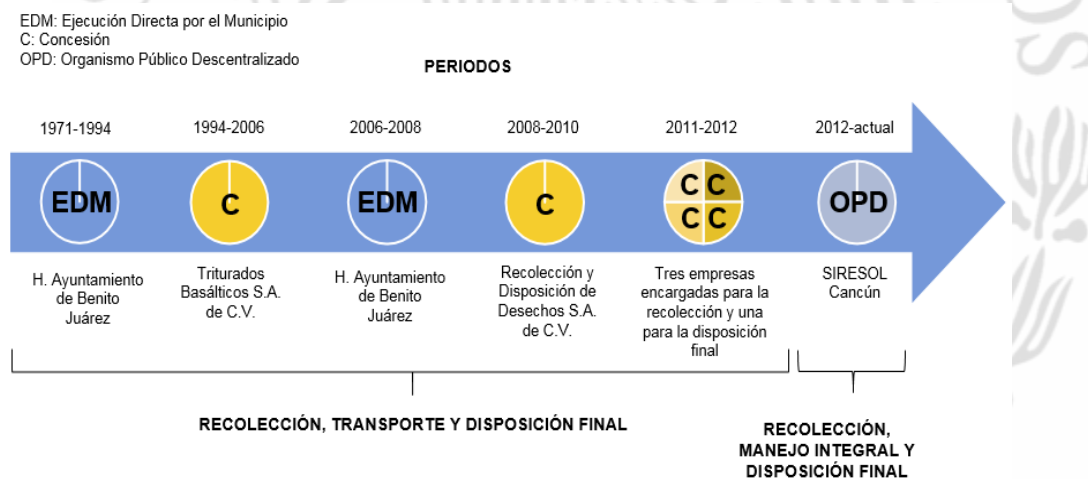 EDM: Ejecución Directa por el Municipio
C: Concesión
OPD: Organismo Público Descentralizado
PERIODOS
1971-1994
1994-2006
2006-2008
2008-2010
2011-2012
2012-actual
EDM
C
EDM
C
C C
C C
OPD
H. Ayuntamiento
de Benito
Juárez
Triturados
Basálticos S.A.
de C.V.
H. Ayuntamiento
de Benito
Juárez
Recolección y
Disposición de
Desechos S.A.
de C.V.
Tres empresas
encargadas para la
recolección y una
para la disposición
final
SIRESOL
Cancún
RECOLECCIÓN, TRANSPORTE Y DISPOSICIÓN FINAL
RECOLECCIÓN,
MANEJO INTEGRAL Y
DISPOSICIÓN FINAL